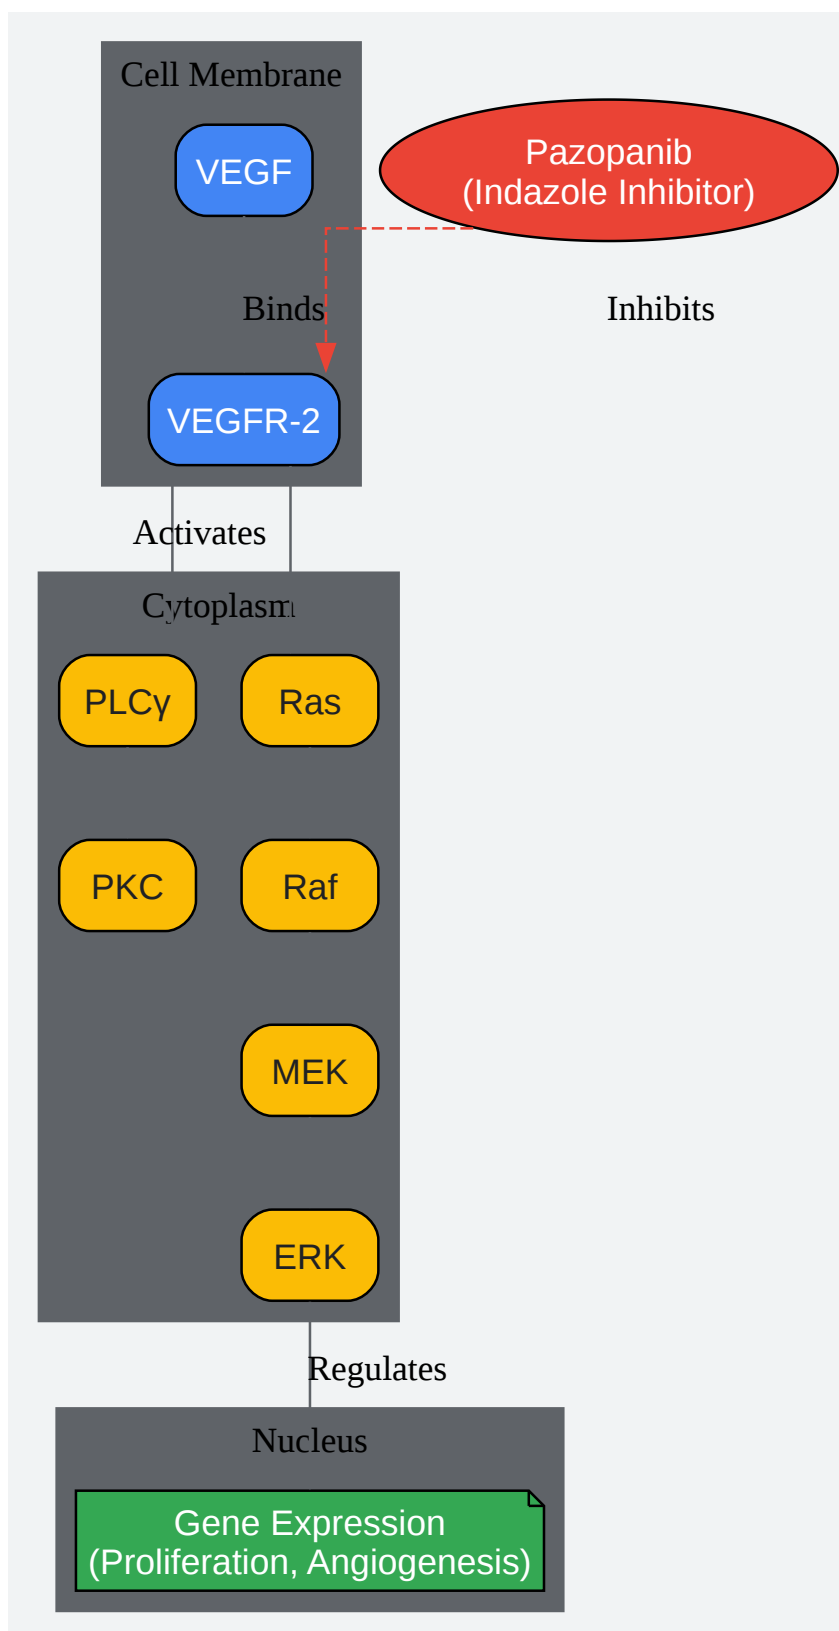 Cell Membrane
VEGF
Pazopanib
(Indazole Inhibitor)
Binds
Inhibits
VEGFR-2
Activates
Cytoplasm
PLCγ
Ras
PKC
Raf
MEK
ERK
Regulates
Nucleus
Gene Expression
(Proliferation, Angiogenesis)